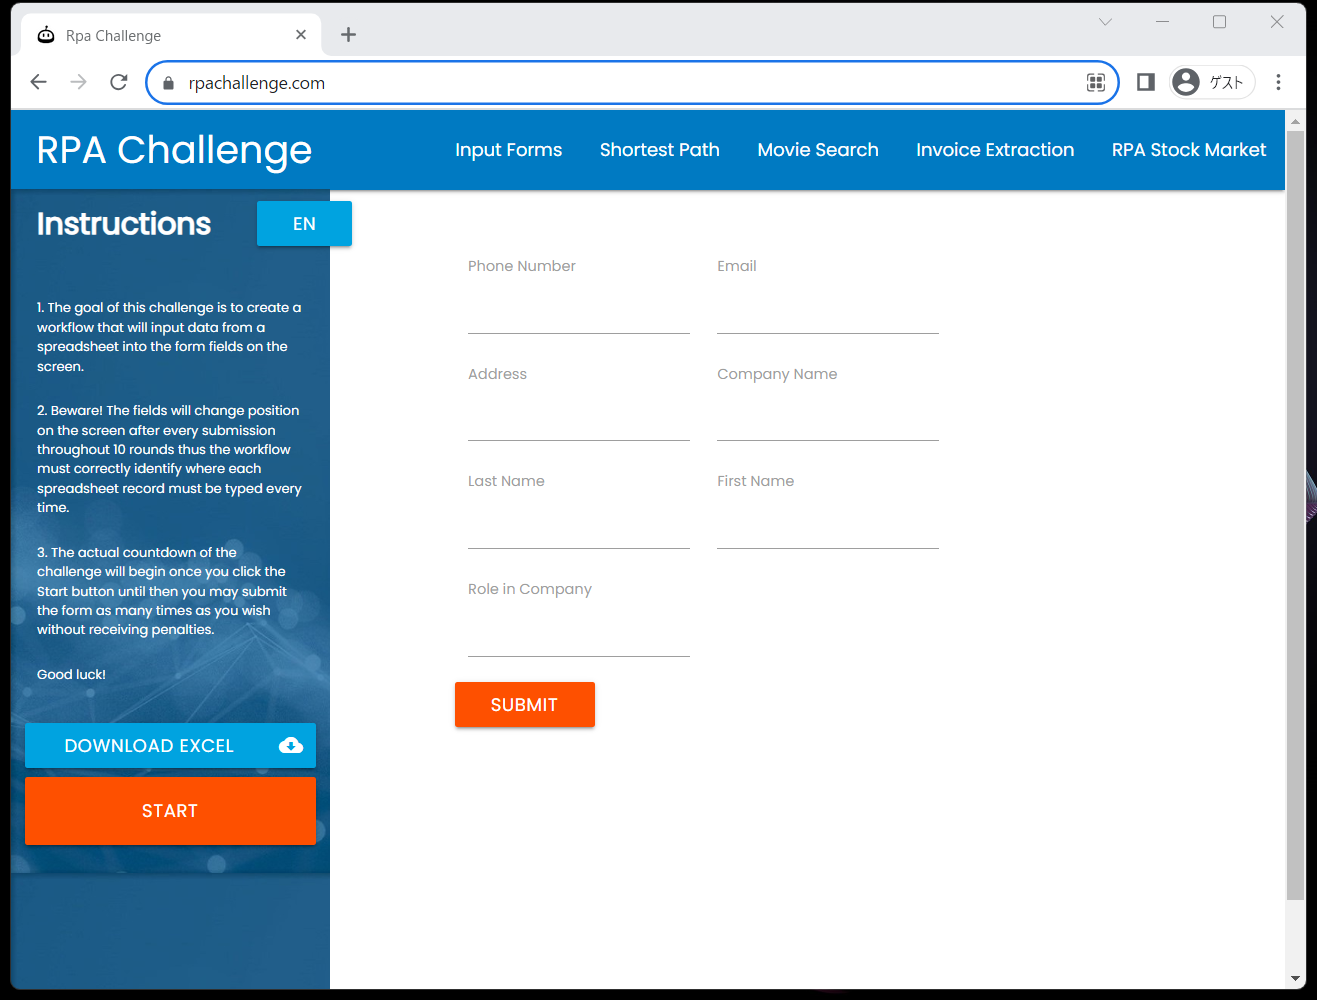 Rpa Challenge
rpachallenge.com
ゲスト
RPA Challenge
Input Forms
Shortest Path
Movie Search
Invoice Extraction
RPA Stock Market
Instructions
EN
1. The goal of this challenge is to create a
workflow that will input data from a
spreadsheet into the form fields on the
screen.
2. Beware! The fields will change position
on the screen after every submission
throughout 10 rounds thus the workflow
must correctly identify where each
spreadsheet record must be typed every
time.
3. The actual countdown of the
challenge will begin once you click the
Start button until then you may submit
the form as many times as you wish
without receiving penalties.
Good luck!
DOWNLOAD EXCEL
START
Phone Number
Email
Address
Company Name
Last Name
First Name
Role in Company
SUBMIT